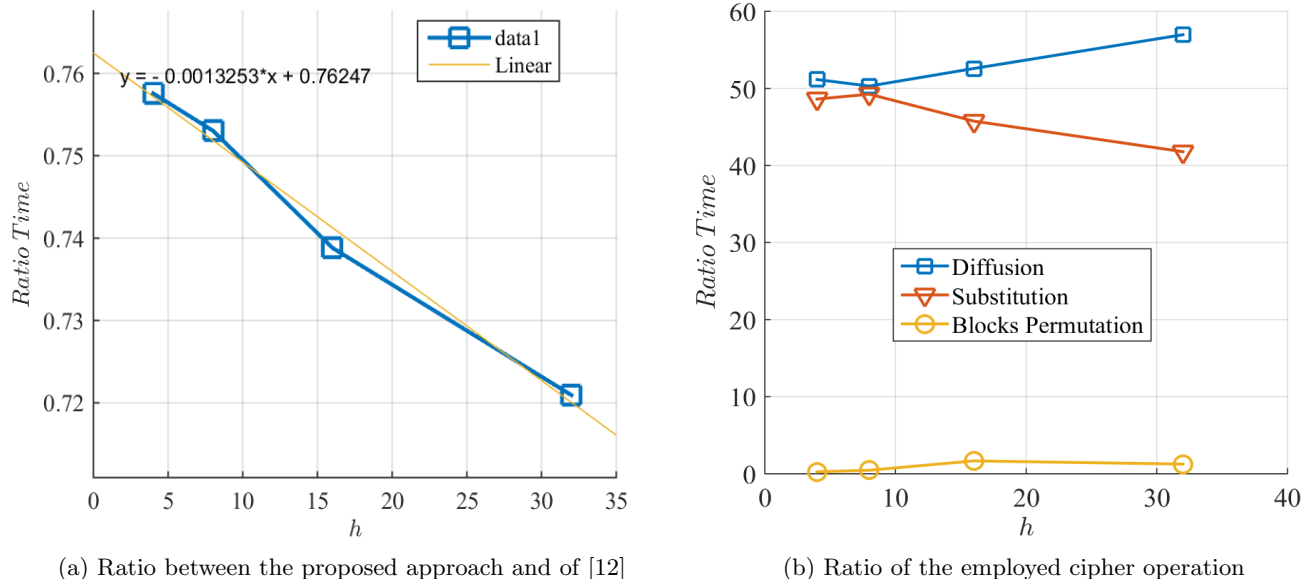 data1
Linear
y = - 0.0013253*x + 0.76247
0.76
0.75
0.74
0.73
0.72
Ratio Time
0 5 10 15 20 25 30 35
h
(a) Ratio between the proposed approach and of [12]
60
50
40
30
20
10
0
Ratio Time
Diffusion
Substitution
Blocks Permutation
0 10 20 30 40
h
(b) Ratio of the employed cipher operation